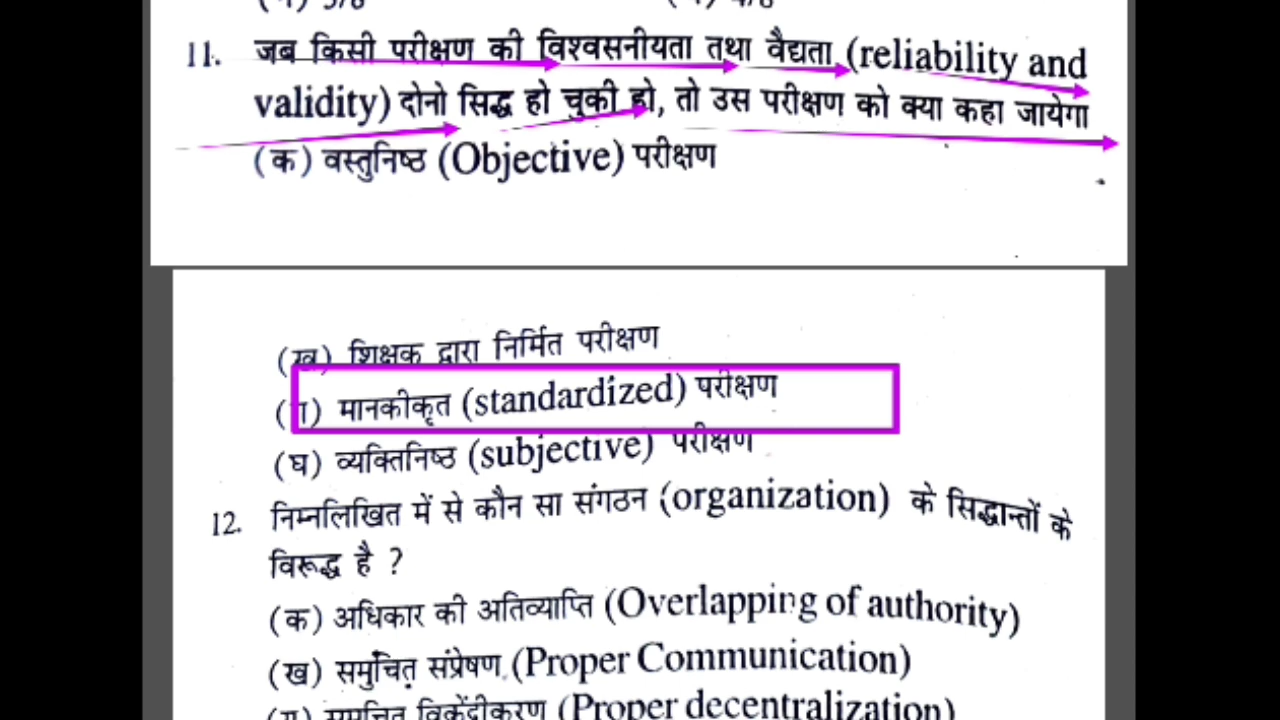 11. जब किसी परीक्षण की विश्वसनीयता तथा वैद्यता (reliability and
validity) दोनो सिद्ध हो चुकी हो, तो उस परीक्षण को क्या कहा जायेगा
(क) वस्तुनिष्ठ (Objective) परीक्षण
(ख) शिक्षक द्वारा निर्मित परीक्षण
(ग) मानकीकृत (standardized) परीक्षण
(घ) व्यक्तिनिष्ठ (subjective) परीक्षण
12. निम्नलिखित में से कौन सा संगठन (organization) के सिद्धान्तों के
विरूद्ध है ?
(क) अधिकार की अतिव्याप्ति (Overlapping of authority)
(ख) समुचित संप्रेषण (Proper Communication)
(ग) समुचित विकेंद्रीकरण (Proper decentralization)